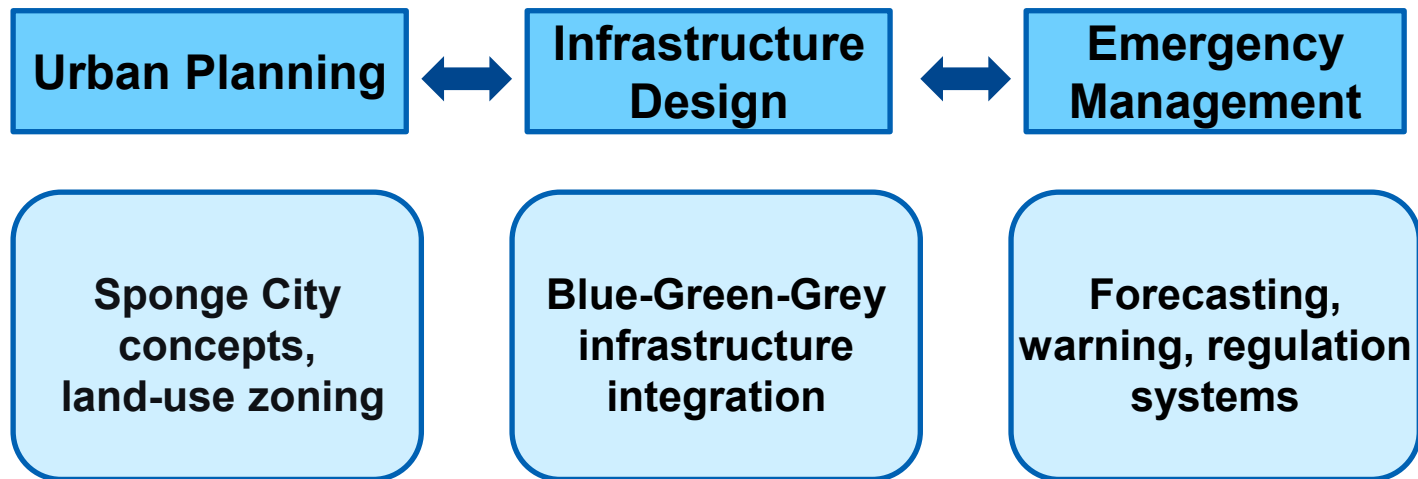 Urban Planning
Infrastructure
Design
Emergency
Management
Sponge City
concepts,
land-use zoning
Blue-Green-Grey
infrastructure
integration
Forecasting,
warning, regulation
systems